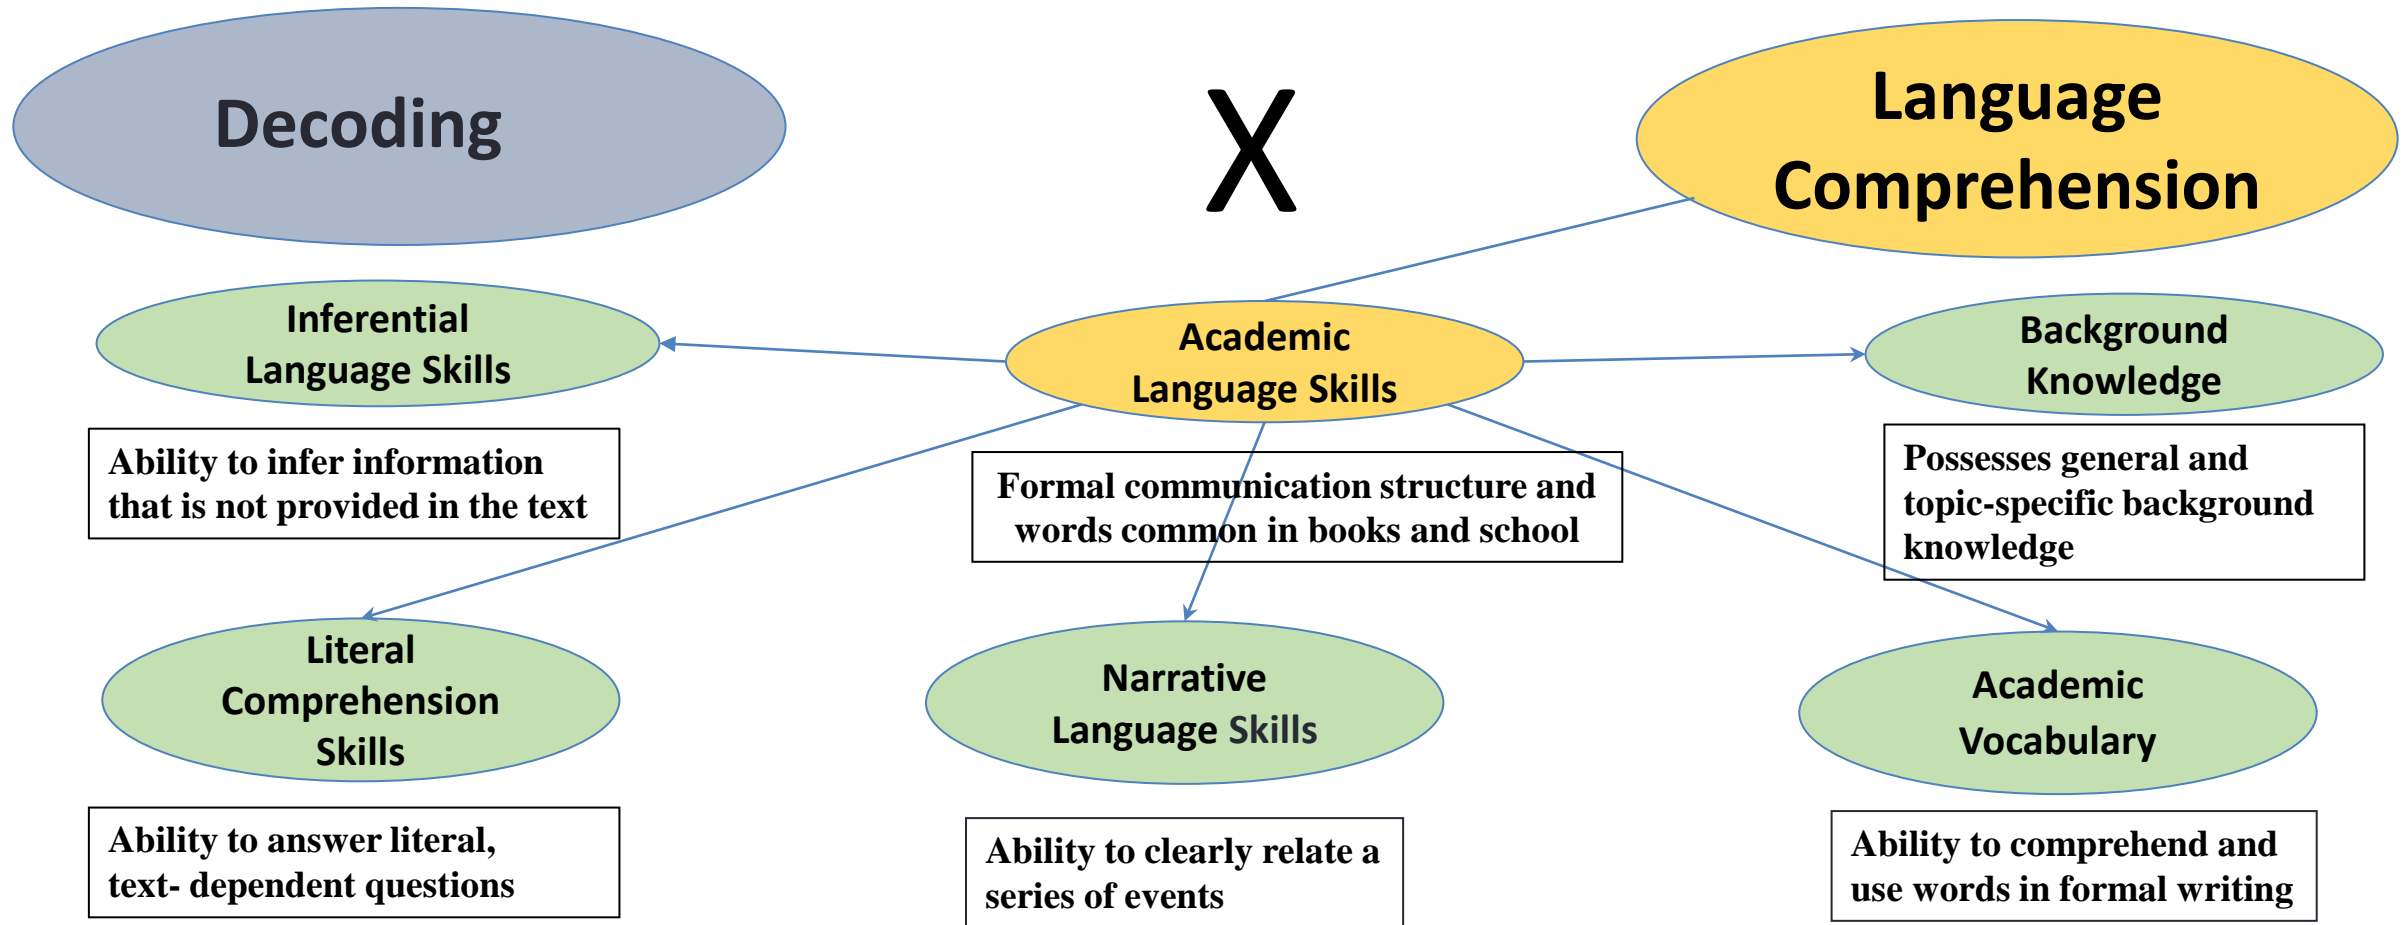 Decoding
X
Language
Comprehension
Inferential
Language Skills
Academic
Language Skills
Background
Knowledge
Ability to infer information
that is not provided in the text
Formal communication structure and
words common in books and school
Possesses general and
topic-specific background
knowledge
Literal
Comprehension
Skills
Narrative
Language Skills
Academic
Vocabulary
Ability to answer literal,
text- dependent questions
Ability to clearly relate a
series of events
Ability to comprehend and
use words in formal writing